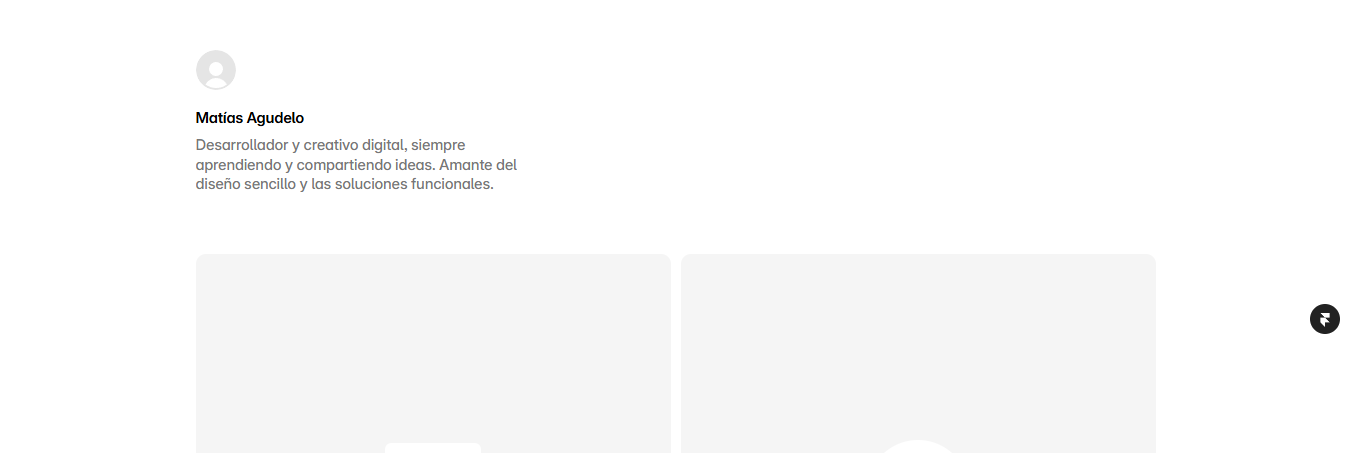 Matías Agudelo
Desarrollador y creativo digital, siempre
aprendiendo y compartiendo ideas. Amante del
diseño sencillo y las soluciones funcionales.